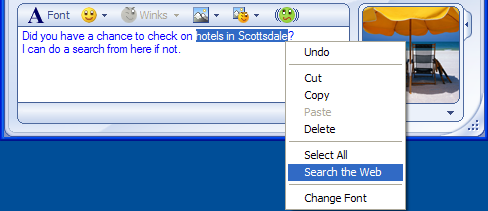 Font Winks
Did you have a chance to check on hotels in Scottsdale?
I can do a search from here if not.
Undo
Cut
Copy
Paste
Delete
Select All
Search the Web
Change Font